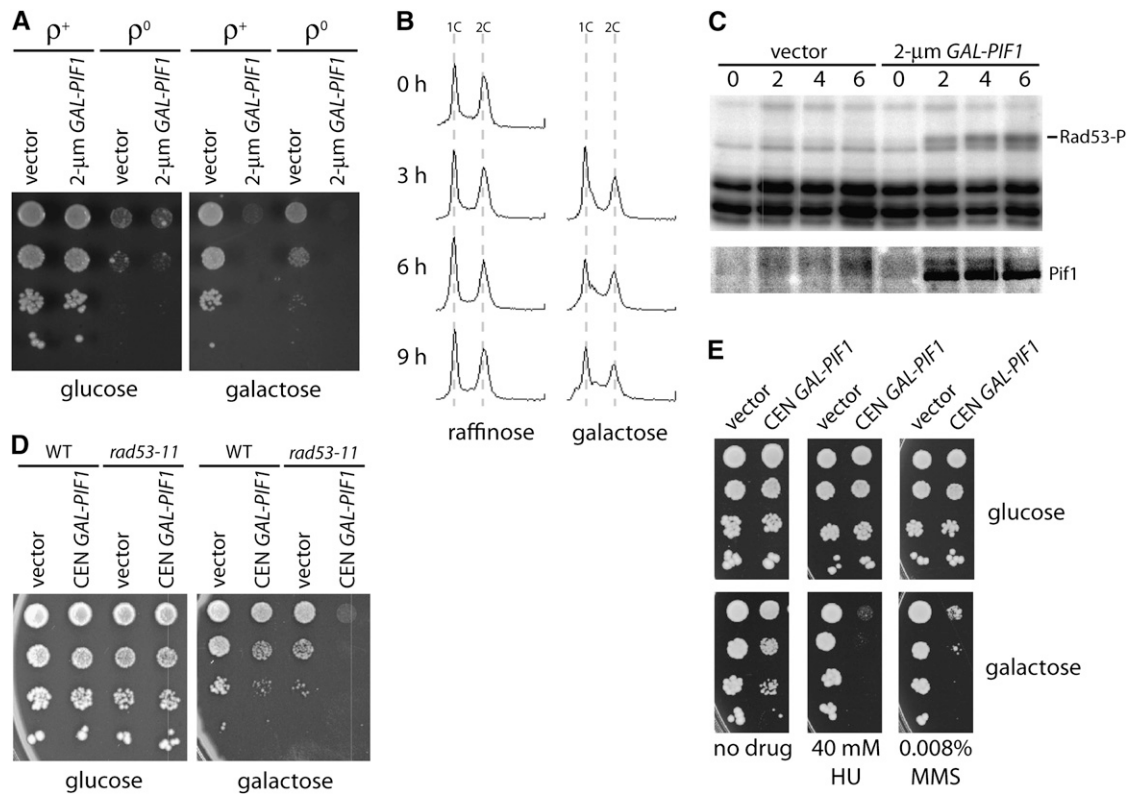 A
ρ+ ρ0 ρ+ ρ0
vector
2-μm GAL-PIF1
vector
2-μm GAL-PIF1
vector
2-μm GAL-PIF1
vector
2-μm GAL-PIF1
glucose galactose
B
1C 2C 1C 2C
0 h
3 h
6 h
9 h
raffinose galactose
C
vector 2-μm GAL-PIF1
0 2 4 6 0 2 4 6
Rad53-P
Pif1
D
WT rad53-11 WT rad53-11
vector
CEN GAL-PIF1
vector
CEN GAL-PIF1
vector
CEN GAL-PIF1
vector
CEN GAL-PIF1
glucose galactose
E
vector
CEN GAL-PIF1
vector
CEN GAL-PIF1
vector
CEN GAL-PIF1
glucose
galactose
no drug 40 mM 0.008%
HU MMS